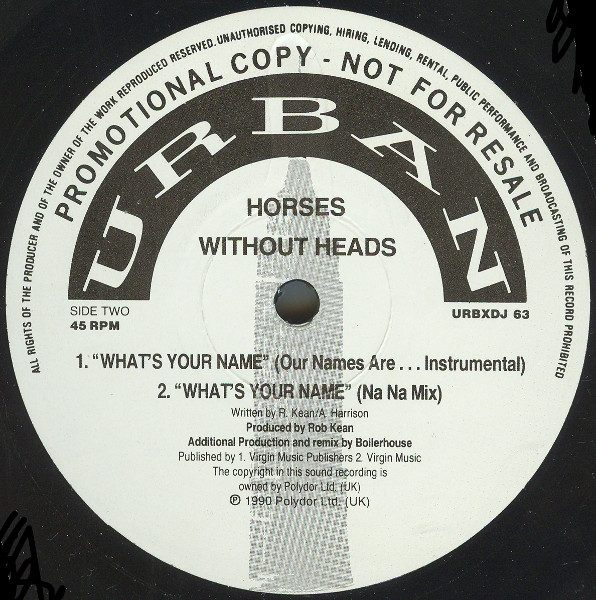 ALL RIGHTS OF THE PRODUCER AND OF THE OWNER OF THE WORK REPRODUCED RESERVED. UNAUTHORISED COPYING, HIRING, LENDING, RENTAL, PUBLIC PERFORMANCE AND BROADCASTING OF THIS RECORD PROHIBITED
PROMOTIONAL COPY - NOT FOR RESALE
URBAN
HORSES
WITHOUT HEADS
SIDE TWO
45 RPM
URBXDJ 63
1. “WHAT'S YOUR NAME” (Our Names Are . . . Instrumental)
2. “WHAT'S YOUR NAME” (Na Na Mix)
Written by R. Kean/A. Harrison
Produced by Rob Kean
Additional Production and remix by Boilerhouse
Published by 1. Virgin Music Publishers 2. Virgin Music
The copyright in this sound recording is
owned by Polydor Ltd. (UK)
℗ 1990 Polydor Ltd. (UK)